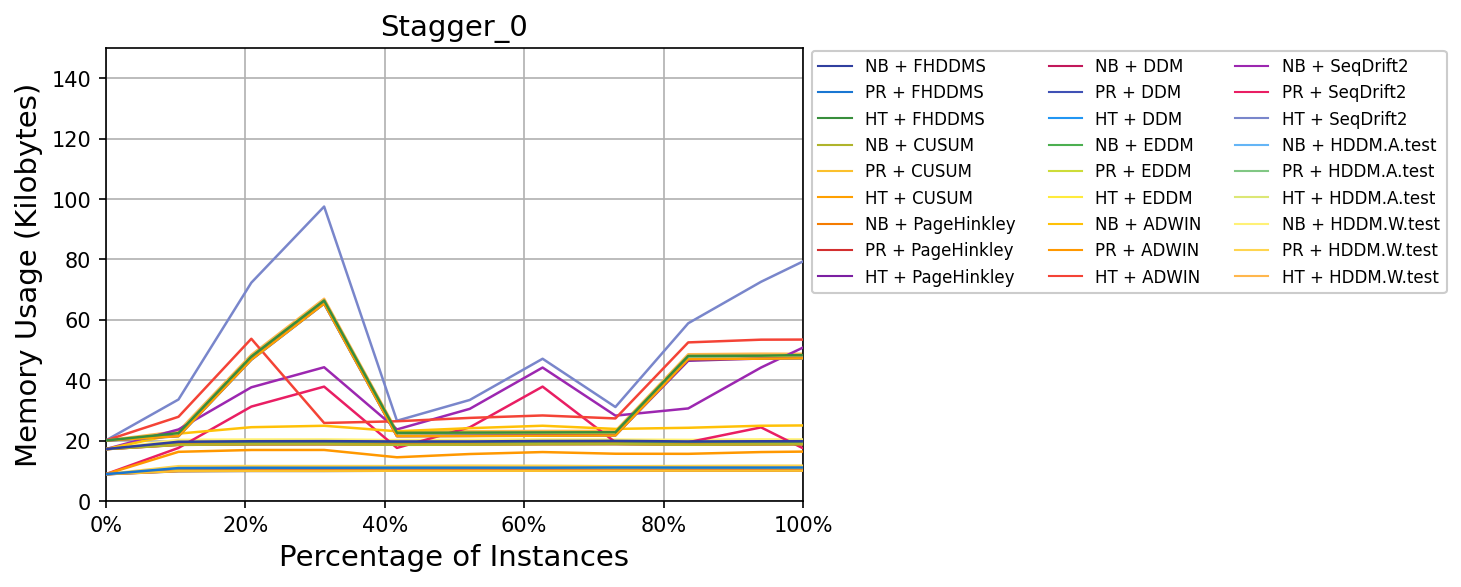 Stagger_0
Memory Usage (Kilobytes)
140
120
100
80
60
40
20
0
0%
20%
40%
60%
80%
100%
Percentage of Instances
NB + FHDDMS
PR + FHDDMS
HT + FHDDMS
NB + CUSUM
PR + CUSUM
HT + CUSUM
NB + PageHinkley
PR + PageHinkley
HT + PageHinkley
NB + DDM
PR + DDM
HT + DDM
NB + EDDM
PR + EDDM
HT + EDDM
NB + ADWIN
PR + ADWIN
HT + ADWIN
NB + SeqDrift2
PR + SeqDrift2
HT + SeqDrift2
NB + HDDM.A.test
PR + HDDM.A.test
HT + HDDM.A.test
NB + HDDM.W.test
PR + HDDM.W.test
HT + HDDM.W.test